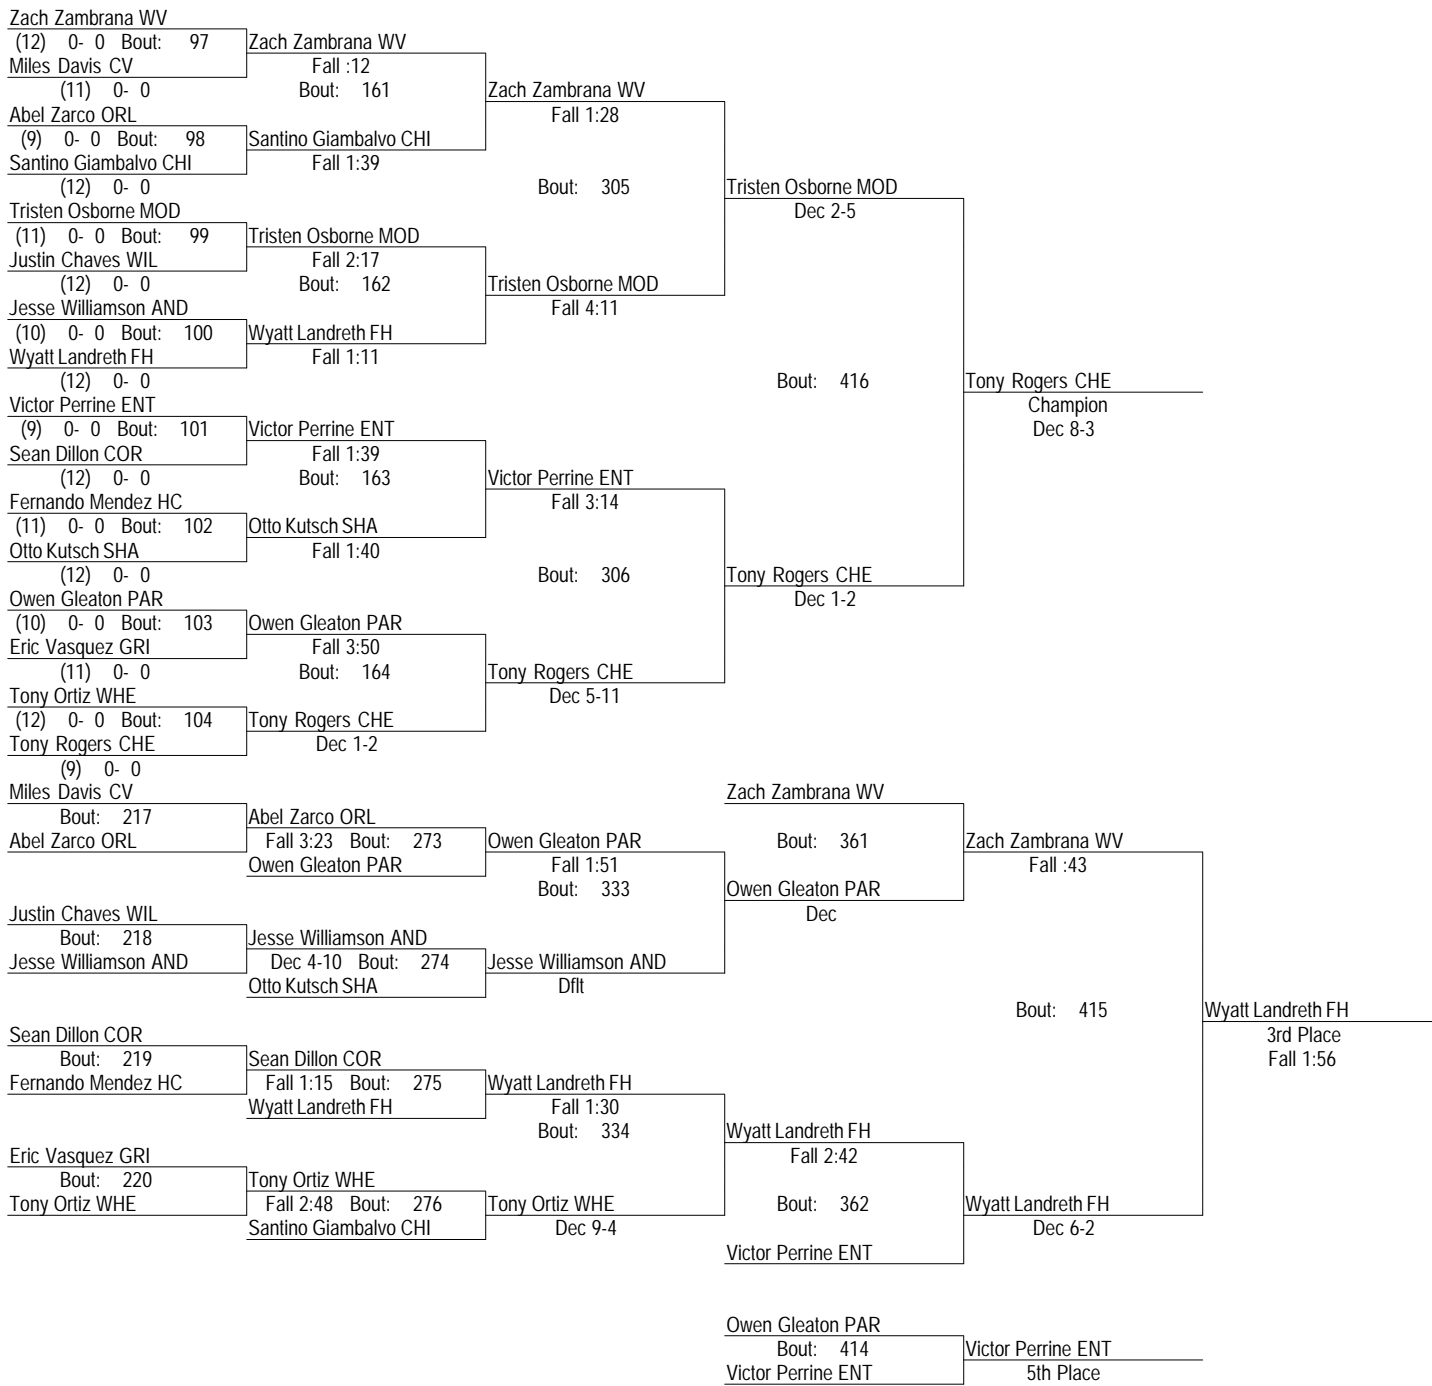 Zach Zambrana WV
(12) 0- 0 Bout: 97 Zach Zambrana WV
Miles Davis CV Fall :12
(11) 0- 0 Bout: 161 Zach Zambrana WV
Abel Zarco ORL Fall 1:28
(9) 0- 0 Bout: 98 Santino Giambalvo CHI
Santino Giambalvo CHI Fall 1:39
(12) 0- 0 Bout: 305 Tristen Osborne MOD
Tristen Osborne MOD Dec 2-5
(11) 0- 0 Bout: 99 Tristen Osborne MOD
Justin Chaves WIL Fall 2:17
(12) 0- 0 Bout: 162 Tristen Osborne MOD
Jesse Williamson AND Fall 4:11
(10) 0- 0 Bout: 100 Wyatt Landreth FH
Wyatt Landreth FH Fall 1:11
(12) 0- 0 Bout: 416 Tony Rogers CHE
Victor Perrine ENT Champion
(9) 0- 0 Bout: 101 Victor Perrine ENT Dec 8-3
Sean Dillon COR Fall 1:39
(12) 0- 0 Bout: 163 Victor Perrine ENT
Fernando Mendez HC Fall 3:14
(11) 0- 0 Bout: 102 Otto Kutsch SHA
Otto Kutsch SHA Fall 1:40
(12) 0- 0 Bout: 306 Tony Rogers CHE
Owen Gleaton PAR Dec 1-2
(10) 0- 0 Bout: 103 Owen Gleaton PAR
Eric Vasquez GRI Fall 3:50
(11) 0- 0 Bout: 164 Tony Rogers CHE
Tony Ortiz WHE Dec 5-11
(12) 0- 0 Bout: 104 Tony Rogers CHE
Tony Rogers CHE Dec 1-2
(9) 0- 0
Miles Davis CV Zach Zambrana WV
Bout: 217 Abel Zarco ORL
Abel Zarco ORL Fall 3:23 Bout: 273 Owen Gleaton PAR Bout: 361 Zach Zambrana WV
Owen Gleaton PAR Fall 1:51 Fall :43
Bout: 333 Owen Gleaton PAR
Justin Chaves WIL Dec
Bout: 218 Jesse Williamson AND
Jesse Williamson AND Dec 4-10 Bout: 274 Jesse Williamson AND
Otto Kutsch SHA Dflt
Bout: 415 Wyatt Landreth FH
Sean Dillon COR 3rd Place
Bout: 219 Sean Dillon COR Fall 1:56
Fernando Mendez HC Fall 1:15 Bout: 275 Wyatt Landreth FH
Wyatt Landreth FH Fall 1:30
Bout: 334 Wyatt Landreth FH
Eric Vasquez GRI Fall 2:42
Bout: 220 Tony Ortiz WHE
Tony Ortiz WHE Fall 2:48 Bout: 276 Tony Ortiz WHE Bout: 362 Wyatt Landreth FH
Santino Giambalvo CHI Dec 9-4 Dec 6-2
Victor Perrine ENT
Owen Gleaton PAR
Bout: 414 Victor Perrine ENT
Victor Perrine ENT 5th Place